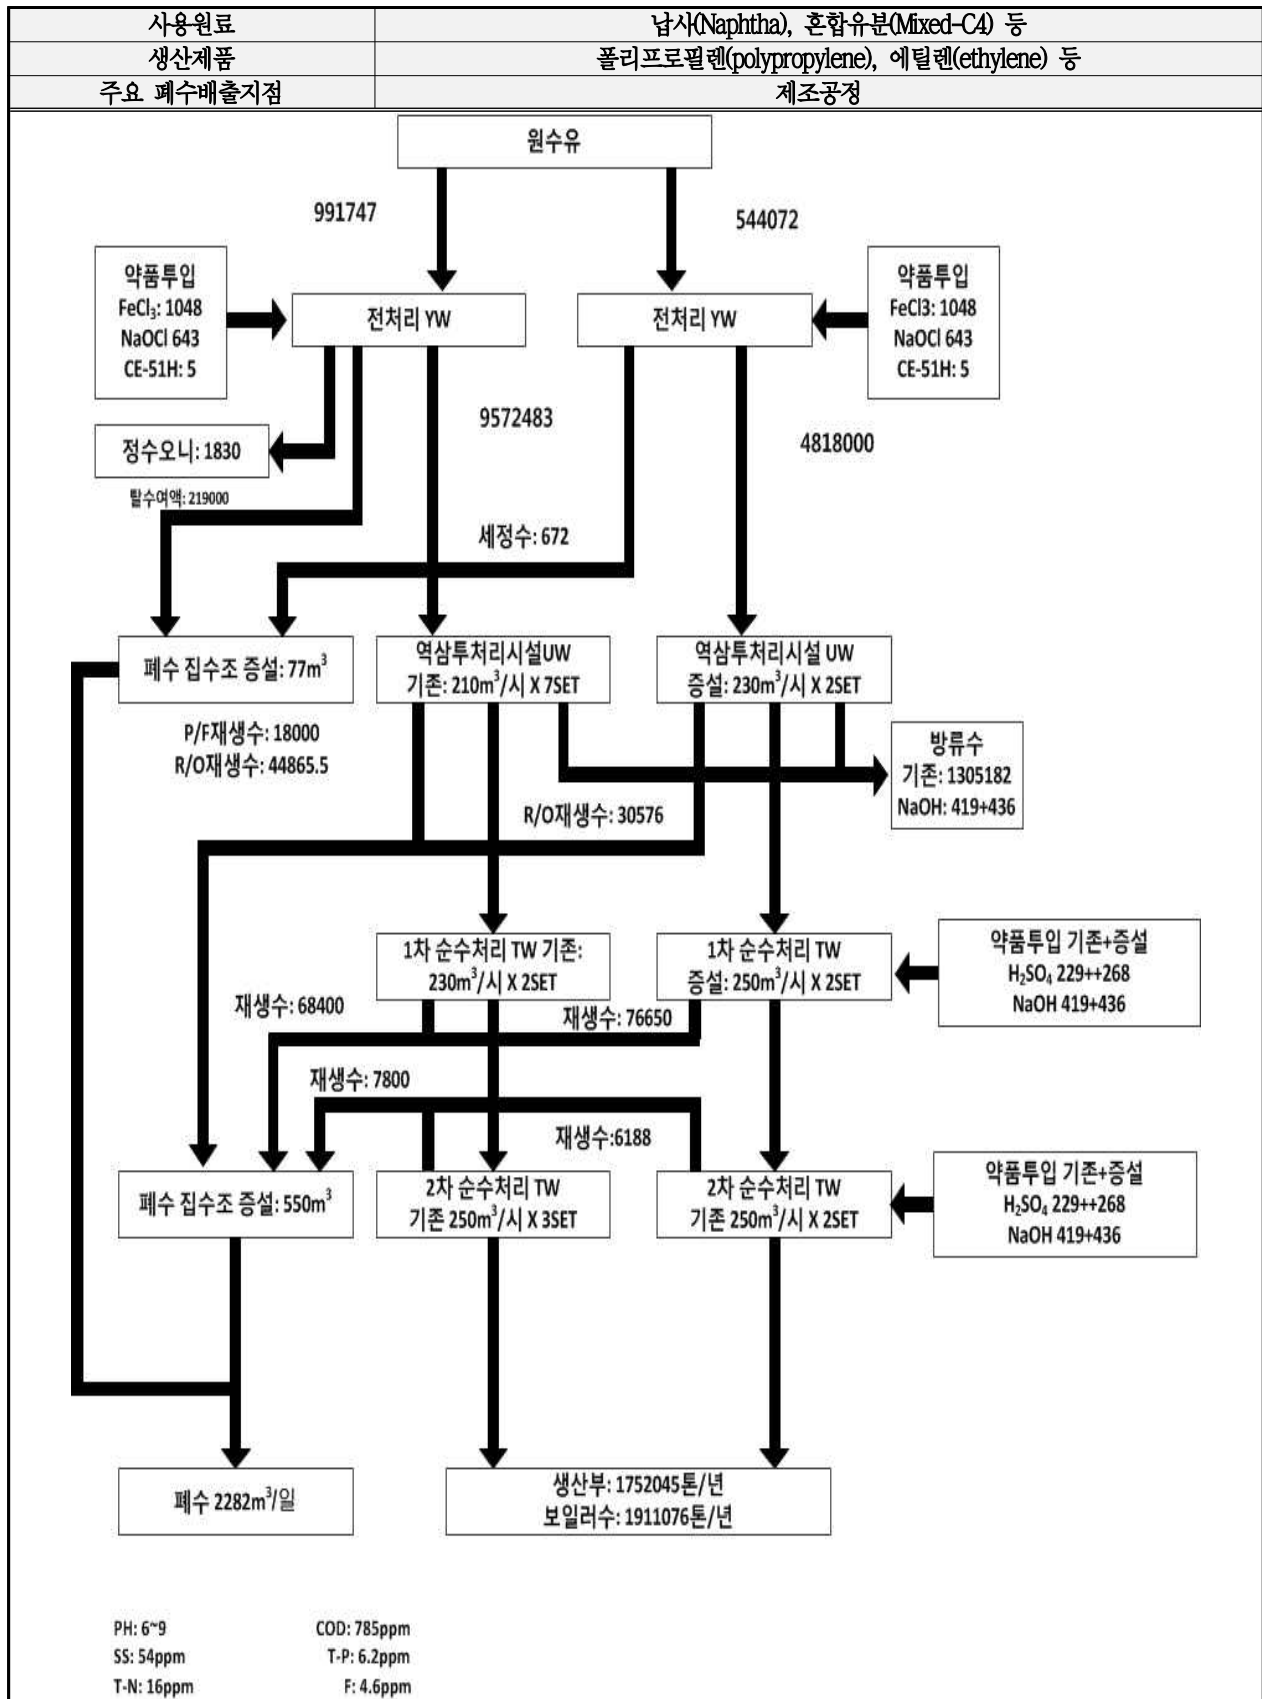 사용원료
납사(Naphtha), 혼합유분(Mixed-C4) 등
생산제품
폴리프로필렌(polypropylene), 에틸렌(ethylene) 등
주요 폐수배출지점
제조공정
원수유
991747
544072
약품투입
FeCl₃: 1048
NaOCl 643
CE-51H: 5
전처리 YW
전처리 YW
약품투입
FeCl3: 1048
NaOCl 643
CE-51H: 5
9572483
4818000
정수오니: 1830
탈수여액: 219000
세정수: 672
폐수 집수조 증설: 77m³
역삼투처리시설UW
기존: 210m³/시 X 7SET
역삼투처리시설 UW
증설: 230m³/시 X 2SET
P/F재생수: 18000
R/O재생수: 44865.5
방류수
기존: 1305182
NaOH: 419+436
R/O재생수: 30576
1차 순수처리 TW 기존:
230m³/시 X 2SET
1차 순수처리 TW
증설: 250m³/시 X 2SET
약품투입 기존+증설
H₂SO₄ 229++268
NaOH 419+436
재생수: 68400
재생수: 76650
재생수: 7800
재생수:6188
폐수 집수조 증설: 550m³
2차 순수처리 TW
기존 250m³/시 X 3SET
2차 순수처리 TW
기존 250m³/시 X 2SET
약품투입 기존+증설
H₂SO₄ 229++268
NaOH 419+436
폐수 2282m³/일
생산부: 1752045톤/년
보일러수: 1911076톤/년
PH: 6~9
COD: 785ppm
SS: 54ppm
T-P: 6.2ppm
T-N: 16ppm
F: 4.6ppm